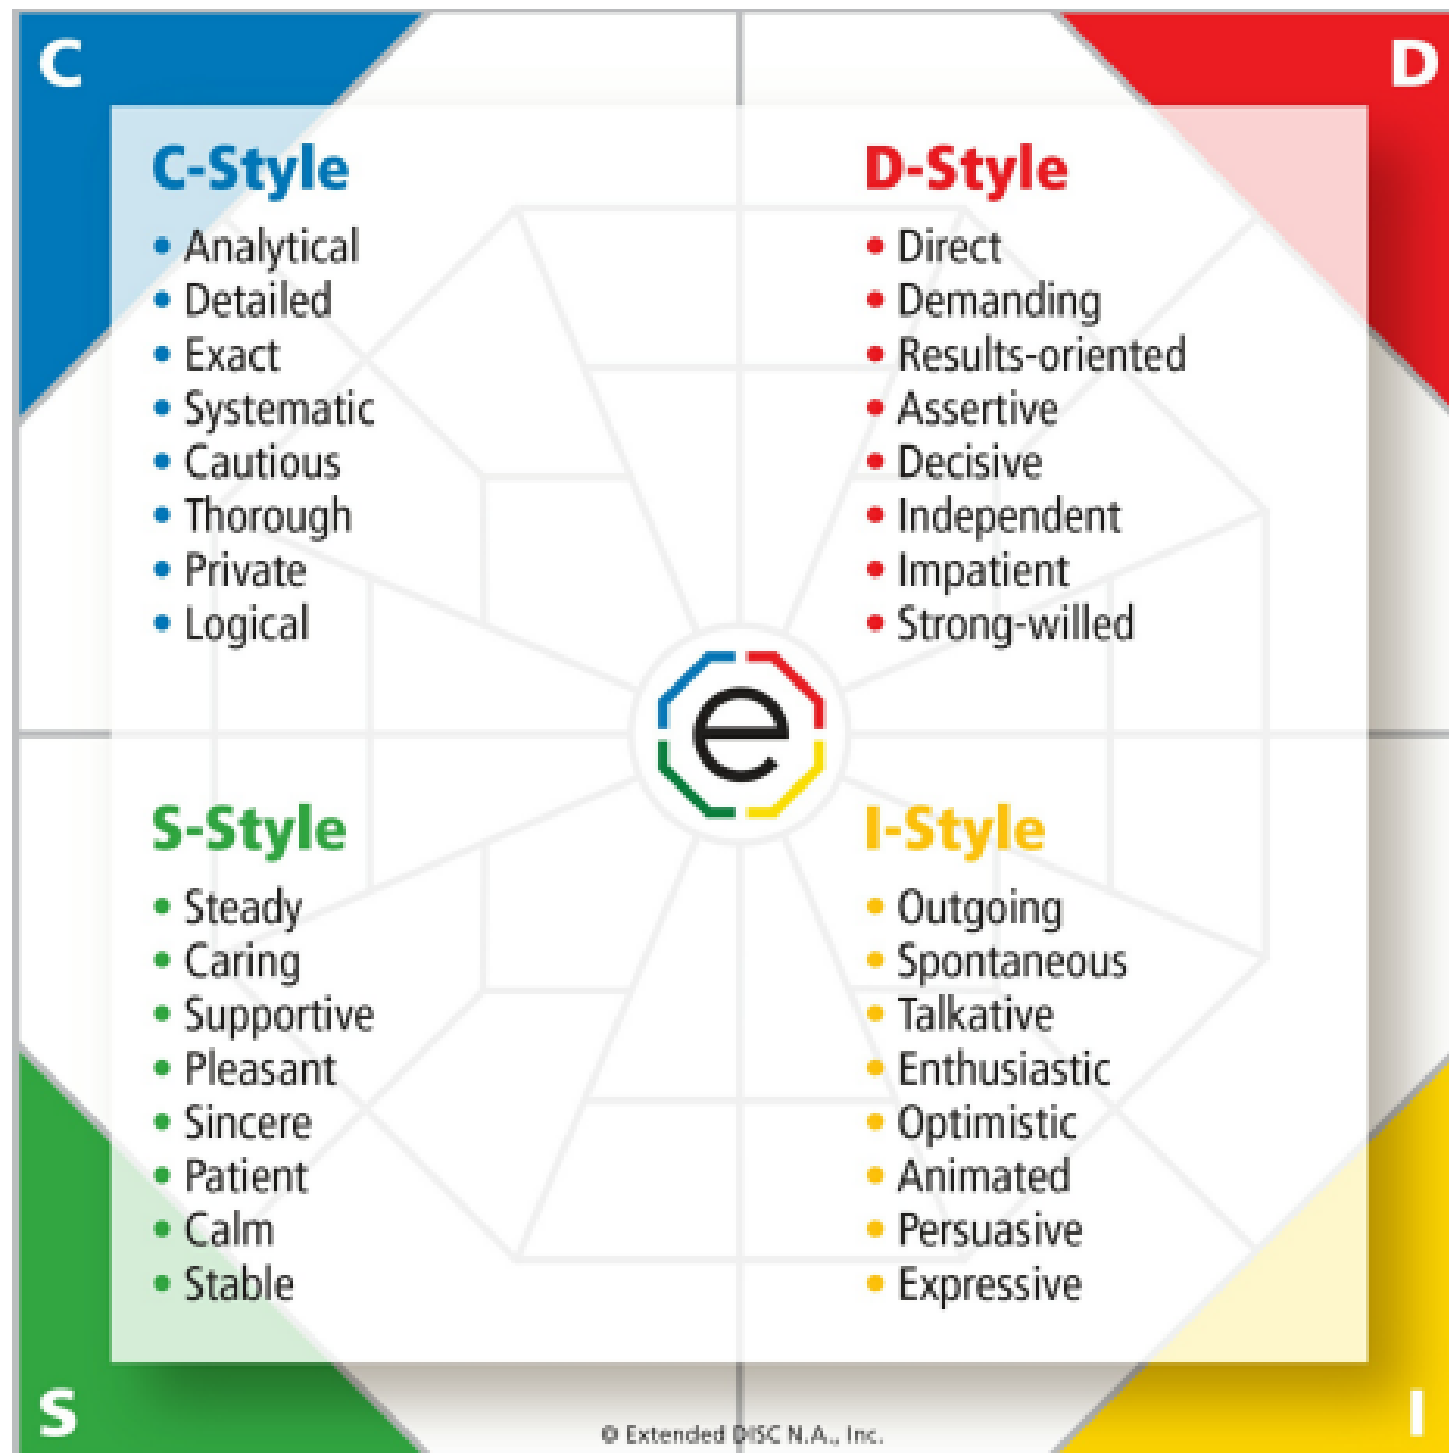 C
D
C-Style
• Analytical
• Detailed
• Exact
• Systematic
• Cautious
• Thorough
• Private
• Logical
D-Style
• Direct
• Demanding
• Results-oriented
• Assertive
• Decisive
• Independent
• Impatient
• Strong-willed
e
S-Style
• Steady
• Caring
• Supportive
• Pleasant
• Sincere
• Patient
• Calm
• Stable
I-Style
• Outgoing
• Spontaneous
• Talkative
• Enthusiastic
• Optimistic
• Animated
• Persuasive
• Expressive
S
I
© Extended DISC N.A., Inc.